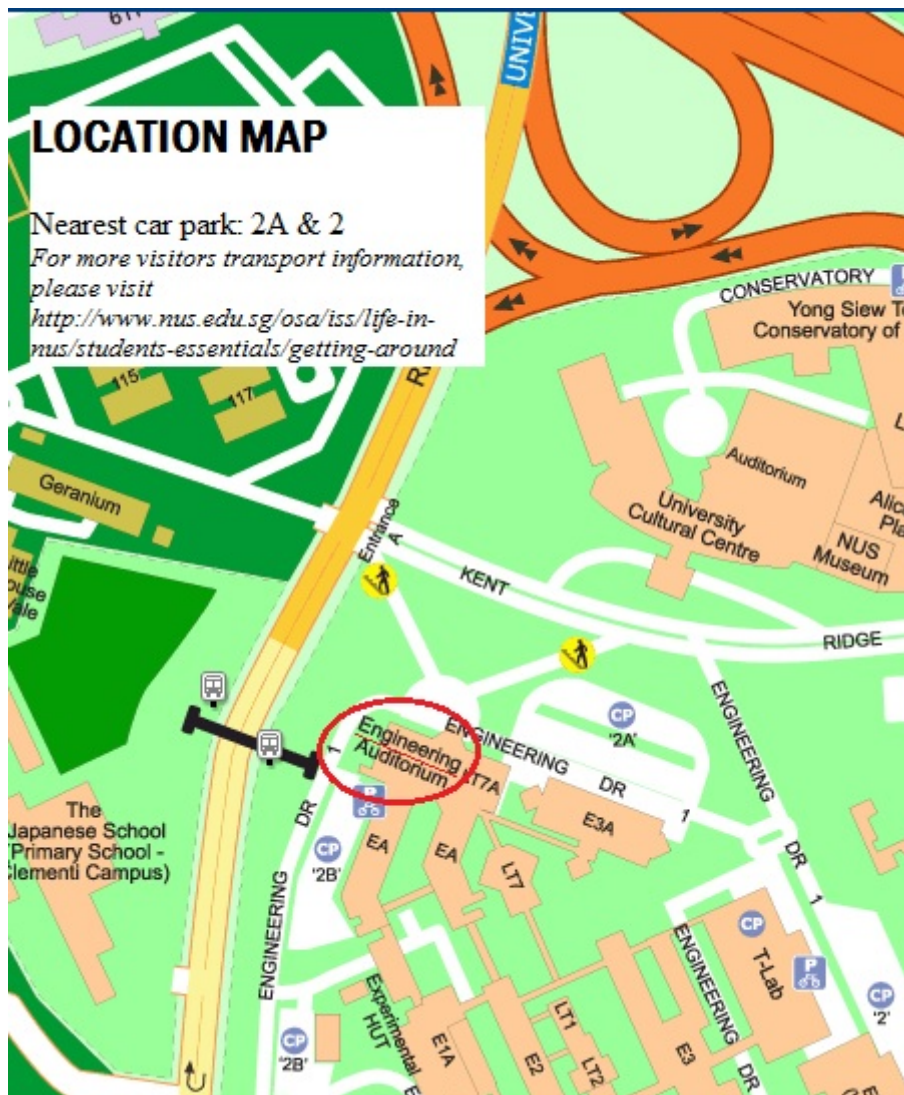 UNIVE
LOCATION MAP
Nearest car park: 2A & 2
For more visitors transport information,
please visit
http://www.nus.edu.sg/osa/iss/life-in-
nus/students-essentials/getting-around
CONSERVATORY
P
Yong Siew T
Conservatory of
115
117
Geranium
Auditorium
University
Cultural Centre
Alic
Pla
NUS
Museum
Entrance
A
KENT
RIDGE
ENGINEERING
DR
1
CP
'2A'
Engineering
Auditorium
LT7A
ENGINEERING
DR
1
1
DR
ENGINEERING
P
E3A
EA
EA
LT7
CP
'2B'
The
Japanese School
(Primary School -
Clementi Campus)
ENGINEERING
DR
CP
T-Lab
P
CP
'2'
Experimental
HUT
E1A
E2
LT1
LT2
E3
CP
'2B'